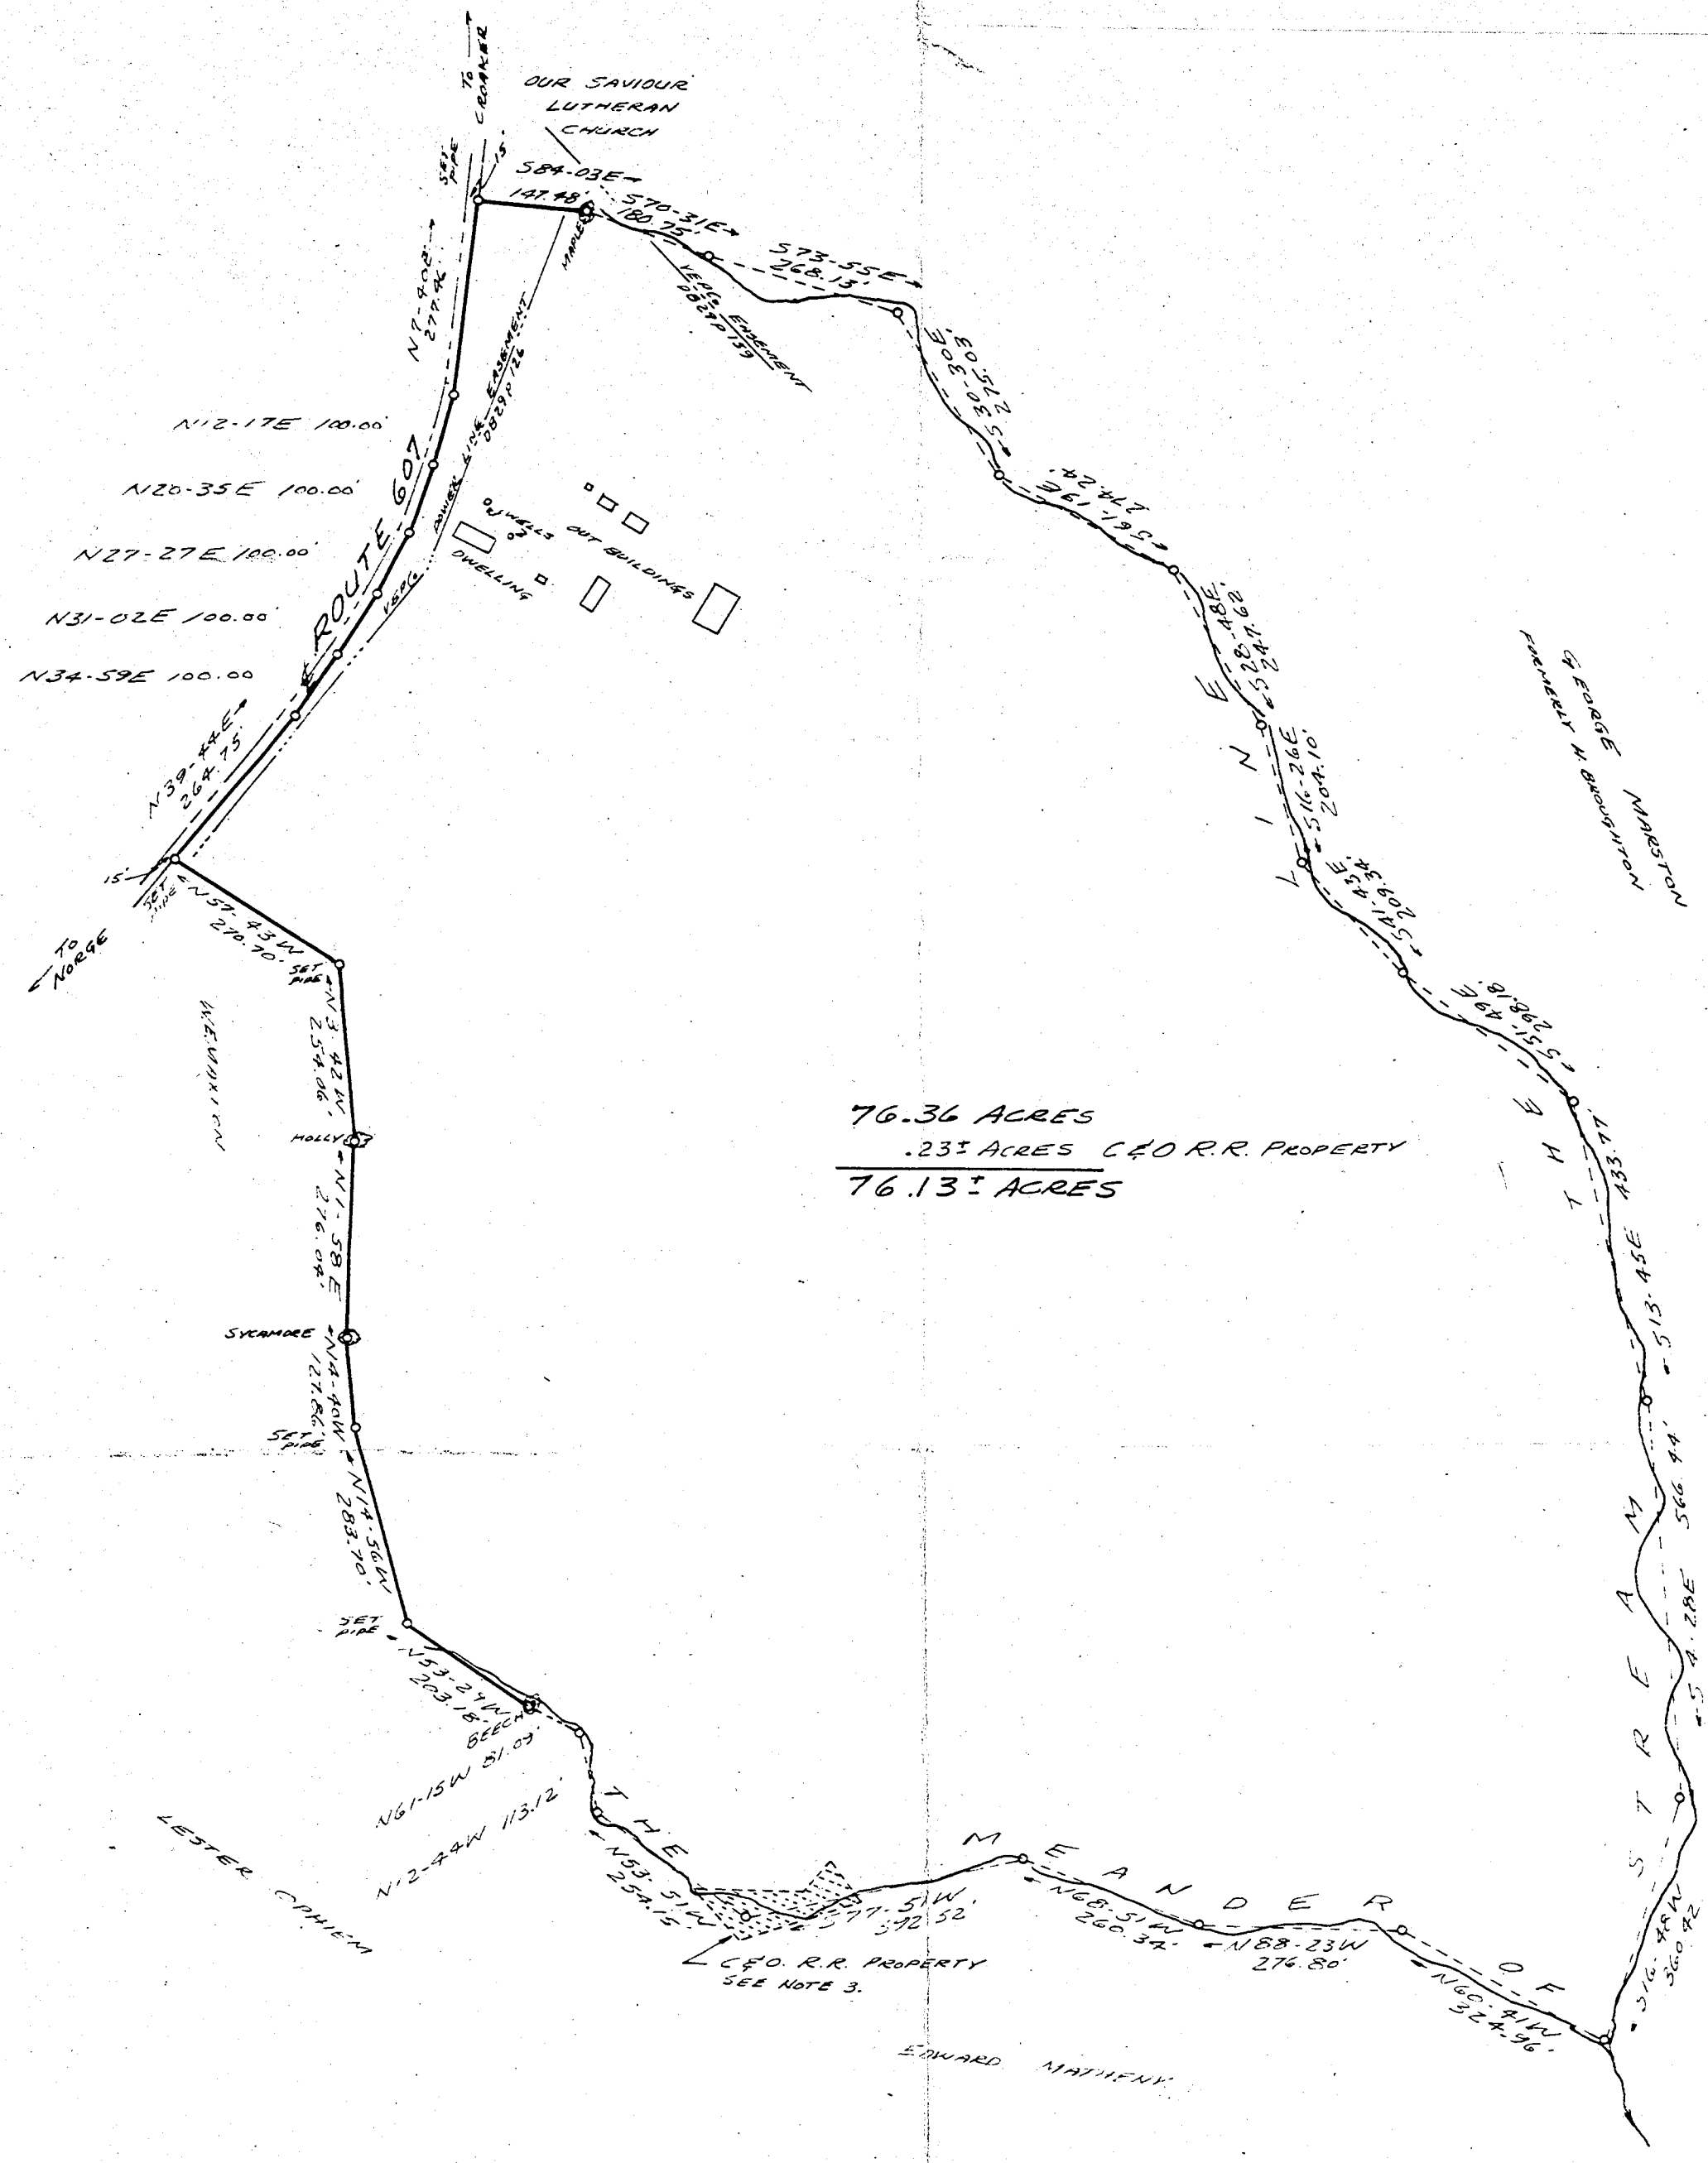 TO
CROAKER
OUR SAVIOUR
LUTHERAN
CHURCH
SET
PIPE
15'
S84-03E
147.48'
S70-31E
180.75'
MAPLE
S73-55E
268.13'
VEPCo EASEMENT
DB29P139
N7-40E
277.46'
POWER LINE EASEMENT
DB29P126
VEPCo
ROUTE 607
N12-17E 100.00'
N20-35E 100.00'
N27-27E 100.00'
N31-02E 100.00'
N34-59E 100.00
N39-44E
264.75'
WELLS
DWELLING
OUT BUILDINGS
S30-30E
275.03'
S61-19E
274.24'
S28-48E
247.62'
S16-26E
204.10'
S41-43E
209.34'
S51-49E
298.18'
GEORGE MARSTON
FORMERLY H. BROUGHTON
15'
SET
PIPE
TO
NORGE
N57-43W
270.70'
SET
PIPE
N3-42W
254.06'
HOLLY
N1-58E
276.04'
SYCAMORE
N14-40W
127.86'
SET
PIPE
N14-56W
283.70'
SET
PIPE
N53-29W
203.18'
BEECH
N61-15W 81.09'
N12-44W 113.12'
LESTER
76.36 ACRES
.23± ACRES C&O R.R. PROPERTY
76.13± ACRES
S13-45E 433.77'
S4-28E 566.44'
S16-48W
360.42
THE MEANDER OF
STREAM THE LINE
N53-51W
254.15'
S77-51W
392.52'
N68-51W
260.34'
N88-23W
276.80'
N60-41W
324.96'
C&O. R.R. PROPERTY
SEE NOTE 3.
EDWARD MATHENY